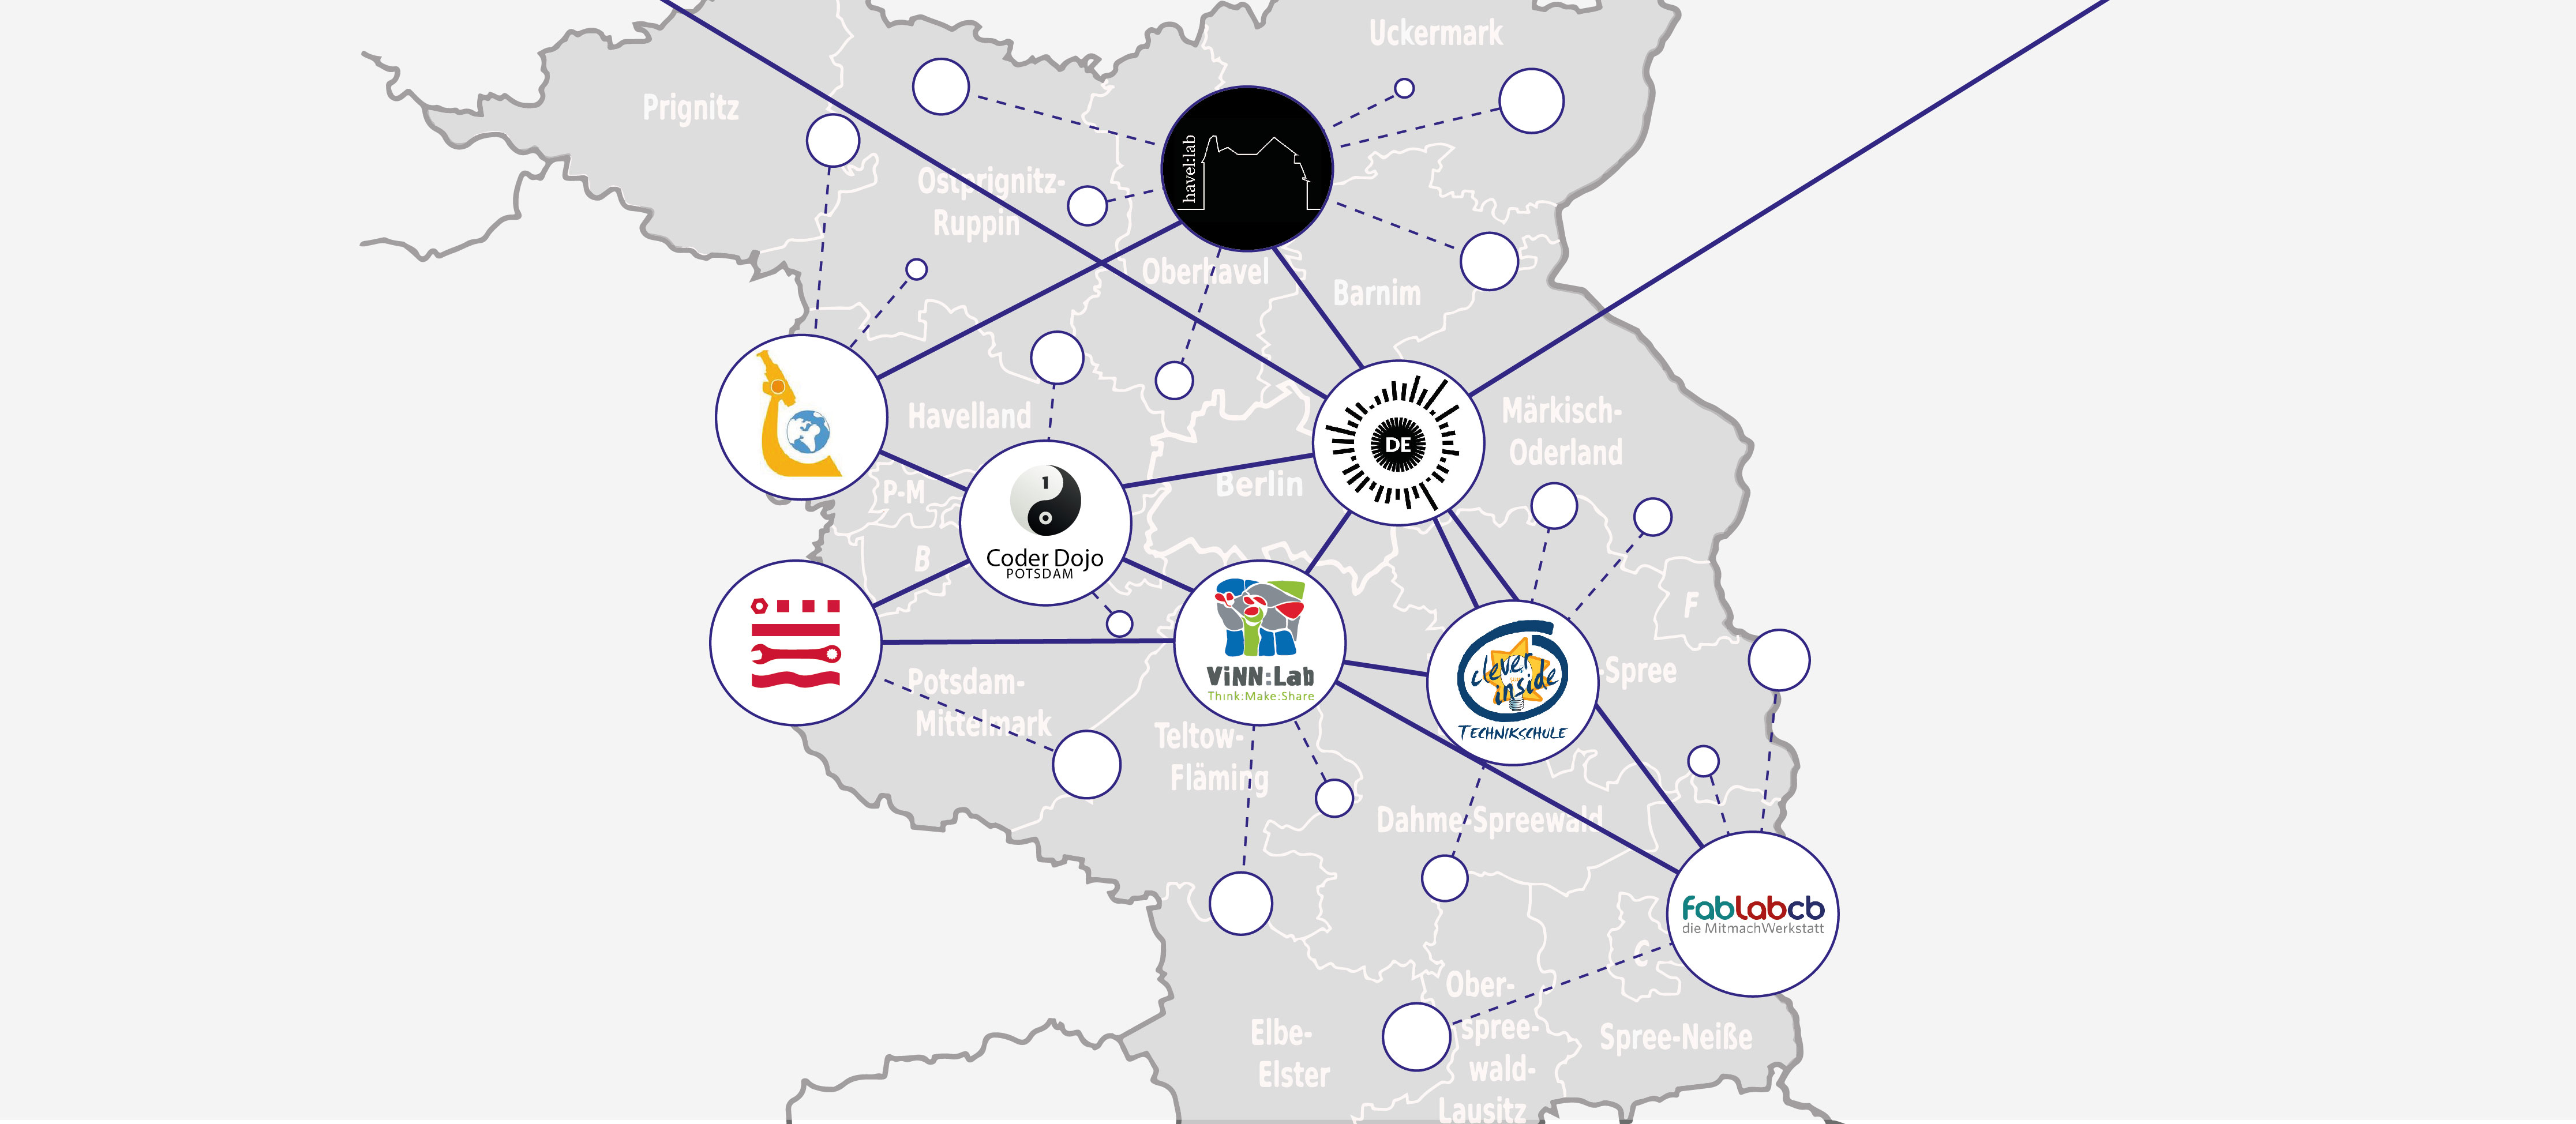 Uckermark
Prignitz
havel:lab
Ostprignitz-
Ruppin
Oberhavel
Barnim
Havelland
Märkisch-
Oderland
DE
P-M
Berlin
1
0
Coder Dojo
POTSDAM
B
F
ViNN:Lab
Think:Make:Share
clever
inside
TECHNIKSCHULE
-Spree
Potsdam-
Mittelmark
Teltow-
Fläming
Dahme-Spreewald
fablabcb
die MitmachWerkstatt
C
Ober-
spree-
wald-
Lausitz
Elbe-
Elster
Spree-Neiße